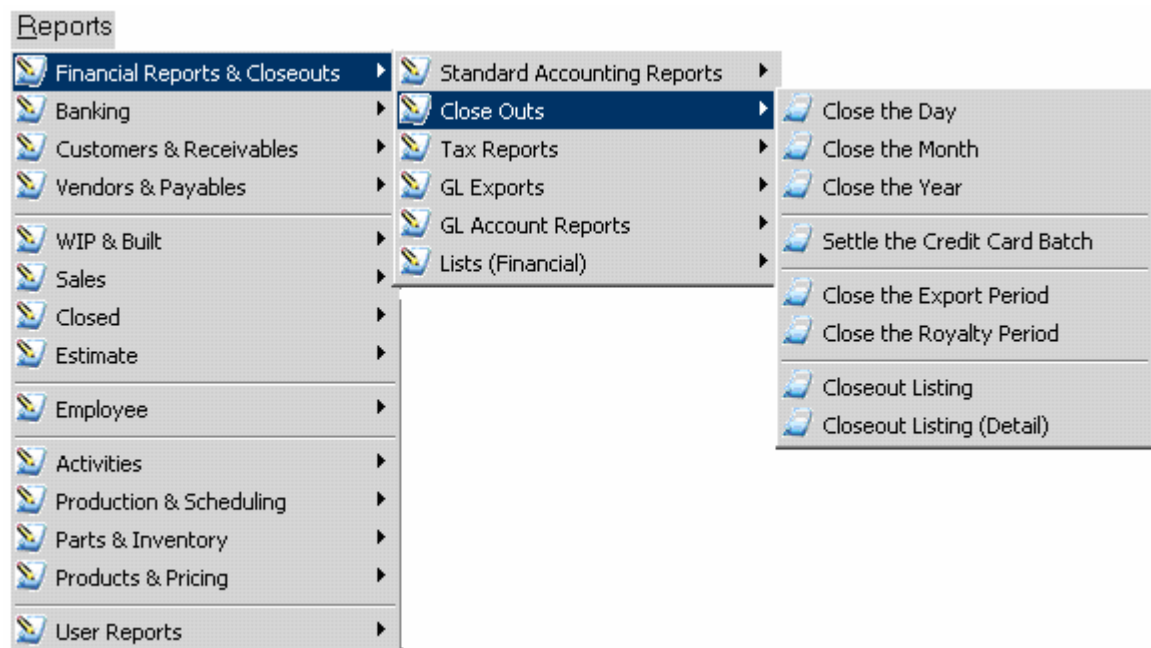 Reports
Financial Reports & Closeouts
Banking
Customers & Receivables
Vendors & Payables
WIP & Built
Sales
Closed
Estimate
Employee
Activities
Production & Scheduling
Parts & Inventory
Products & Pricing
User Reports
Standard Accounting Reports
Close Outs
Tax Reports
GL Exports
GL Account Reports
Lists (Financial)
Close the Day
Close the Month
Close the Year
Settle the Credit Card Batch
Close the Export Period
Close the Royalty Period
Closeout Listing
Closeout Listing (Detail)